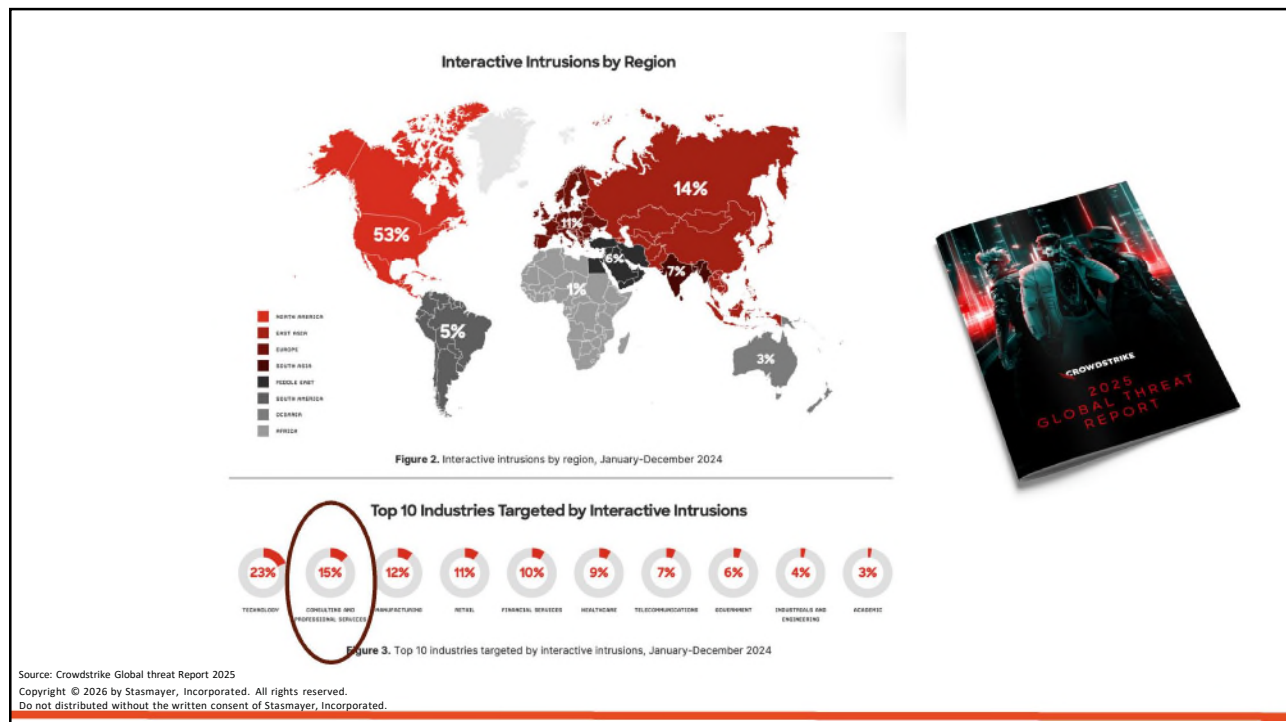 Interactive Intrusions by Region
53%
14%
11%
6%
7%
1%
5%
3%
NORTH AMERICA
EAST ASIA
EUROPE
SOUTH ASIA
MIDDLE EAST
SOUTH AMERICA
OCEANIA
AFRICA
Figure 2. Interactive intrusions by region, January-December 2024
CROWDSTRIKE
2025
GLOBAL THREAT
REPORT
Top 10 Industries Targeted by Interactive Intrusions
23% 15% 12% 11% 10% 9% 7% 6% 4% 3%
TECHNOLOGY CONSULTING AND MANUFACTURING RETAIL FINANCIAL SERVICES HEALTHCARE TELECOMMUNICATIONS GOVERNMENT INDUSTRIALS AND ACADEMIC
PROFESSIONAL SERVICES ENGINEERING
Figure 3. Top 10 industries targeted by interactive intrusions, January-December 2024
Source: Crowdstrike Global threat Report 2025
Copyright © 2026 by Stasmayer, Incorporated. All rights reserved.
Do not distributed without the written consent of Stasmayer, Incorporated.